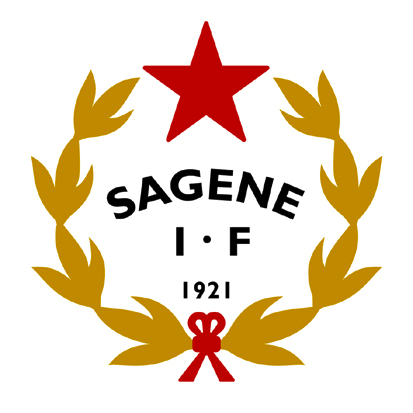 SAGENE
I · F
1921